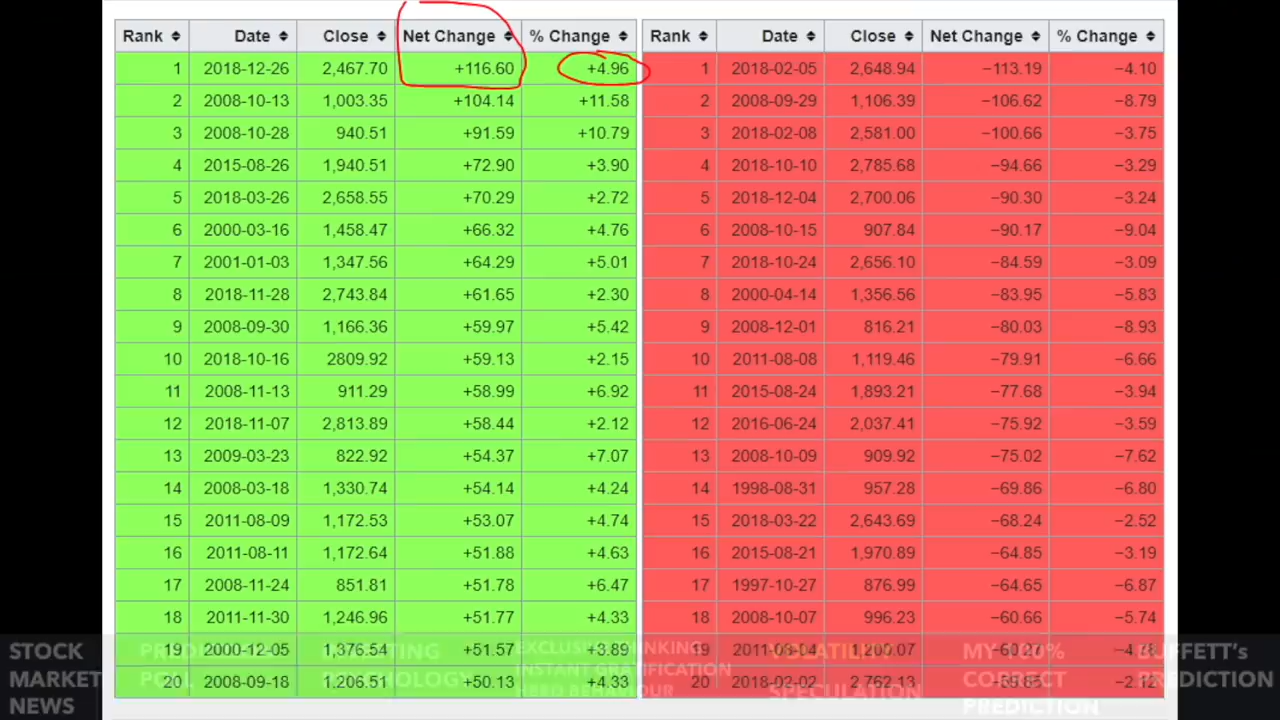 Rank Date Close Net Change % Change Rank Date Close Net Change % Change
1 2018-12-26 2,467.70 +116.60 +4.96 1 2018-02-05 2,648.94 −113.19 −4.10
2 2008-10-13 1,003.35 +104.14 +11.58 2 2008-09-29 1,106.39 −106.62 −8.79
3 2008-10-28 940.51 +91.59 +10.79 3 2018-02-08 2,581.00 −100.66 −3.75
4 2015-08-26 1,940.51 +72.90 +3.90 4 2018-10-10 2,785.68 −94.66 −3.29
5 2018-03-26 2,658.55 +70.29 +2.72 5 2018-12-04 2,700.06 −90.30 −3.24
6 2000-03-16 1,458.47 +66.32 +4.76 6 2008-10-15 907.84 −90.17 −9.04
7 2001-01-03 1,347.56 +64.29 +5.01 7 2018-10-24 2,656.10 −84.59 −3.09
8 2018-11-28 2,743.84 +61.65 +2.30 8 2000-04-14 1,356.56 −83.95 −5.83
9 2008-09-30 1,166.36 +59.97 +5.42 9 2008-12-01 816.21 −80.03 −8.93
10 2018-10-16 2809.92 +59.13 +2.15 10 2011-08-08 1,119.46 −79.91 −6.66
11 2008-11-13 911.29 +58.99 +6.92 11 2015-08-24 1,893.21 −77.68 −3.94
12 2018-11-07 2,813.89 +58.44 +2.12 12 2016-06-24 2,037.41 −75.92 −3.59
13 2009-03-23 822.92 +54.37 +7.07 13 2008-10-09 909.92 −75.02 −7.62
14 2008-03-18 1,330.74 +54.14 +4.24 14 1998-08-31 957.28 −69.86 −6.80
15 2011-08-09 1,172.53 +53.07 +4.74 15 2018-03-22 2,643.69 −68.24 −2.52
16 2011-08-11 1,172.64 +51.88 +4.63 16 2015-08-21 1,970.89 −64.85 −3.19
17 2008-11-24 851.81 +51.78 +6.47 17 1997-10-27 876.99 −64.65 −6.87
18 2011-11-30 1,246.96 +51.77 +4.33 18 2008-10-07 996.23 −60.66 −5.74
19 2000-12-05 1,376.54 +51.57 +3.89 19
20 2008-09-18 1,206.51 +50.13 +4.33 20 2018-02-02 2,762.13
STOCK
MARKET
NEWS
EXCLUSIVE THINKING
INSTANT GRATIFICATION
HERD BEHAVIOUR
VOLATILITY
SPECULATION
MY 100%
CORRECT
PREDICTION
BUFFETT's
PREDICTION